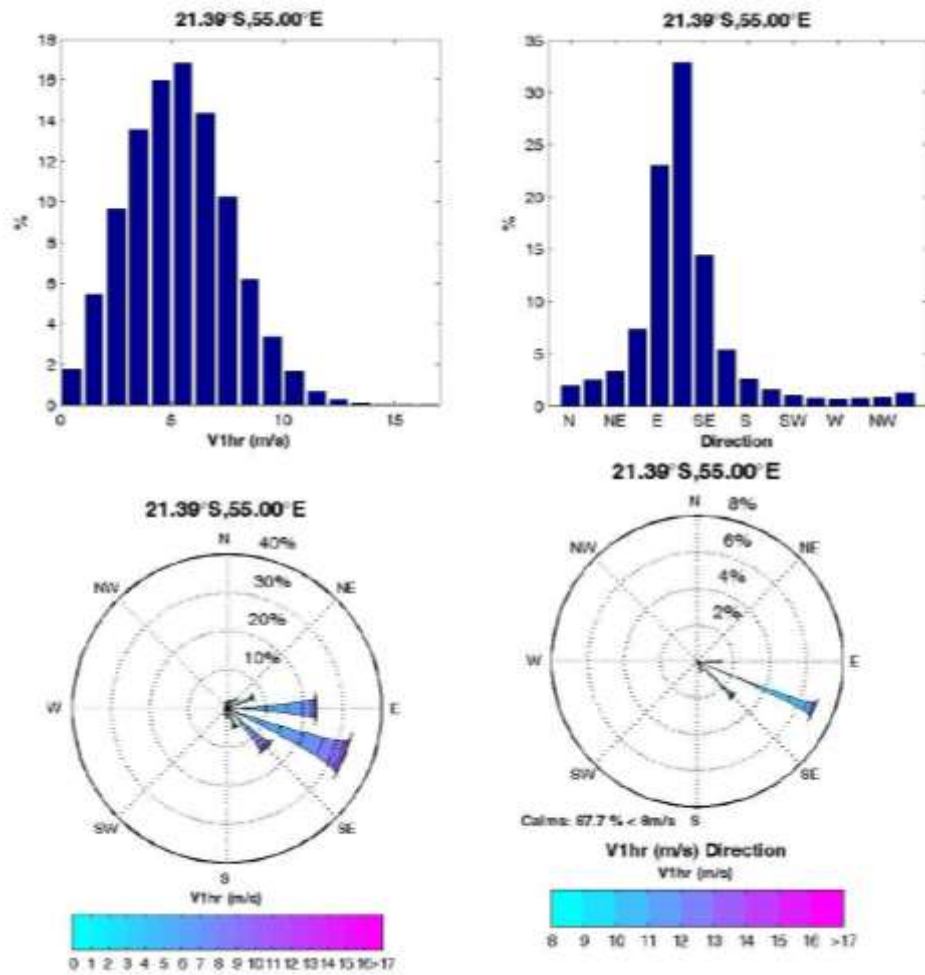 21.39°S,55.00°E
18
16
14
12
10
8
6
4
2
0
%
0 5 10 15
V1hr (m/s)
21.39°S,55.00°E
35
30
25
20
15
10
5
0
%
N NE E SE S SW W NW
Direction
21.39°S,55.00°E
N
40%
30%
20%
10%
NW
NE
W
E
SW
SE
S
V1hr (m/s)
0 1 2 3 4 5 6 7 8 9 10 11 12 13 14 15 16>17
21.39°S,55.00°E
N
8%
6%
4%
2%
NW
NE
W
E
SW
SE
S
Calms: 67.7 % < 8m/s
V1hr (m/s) Direction
V1hr (m/s)
8 9 10 11 12 13 14 15 16 >17